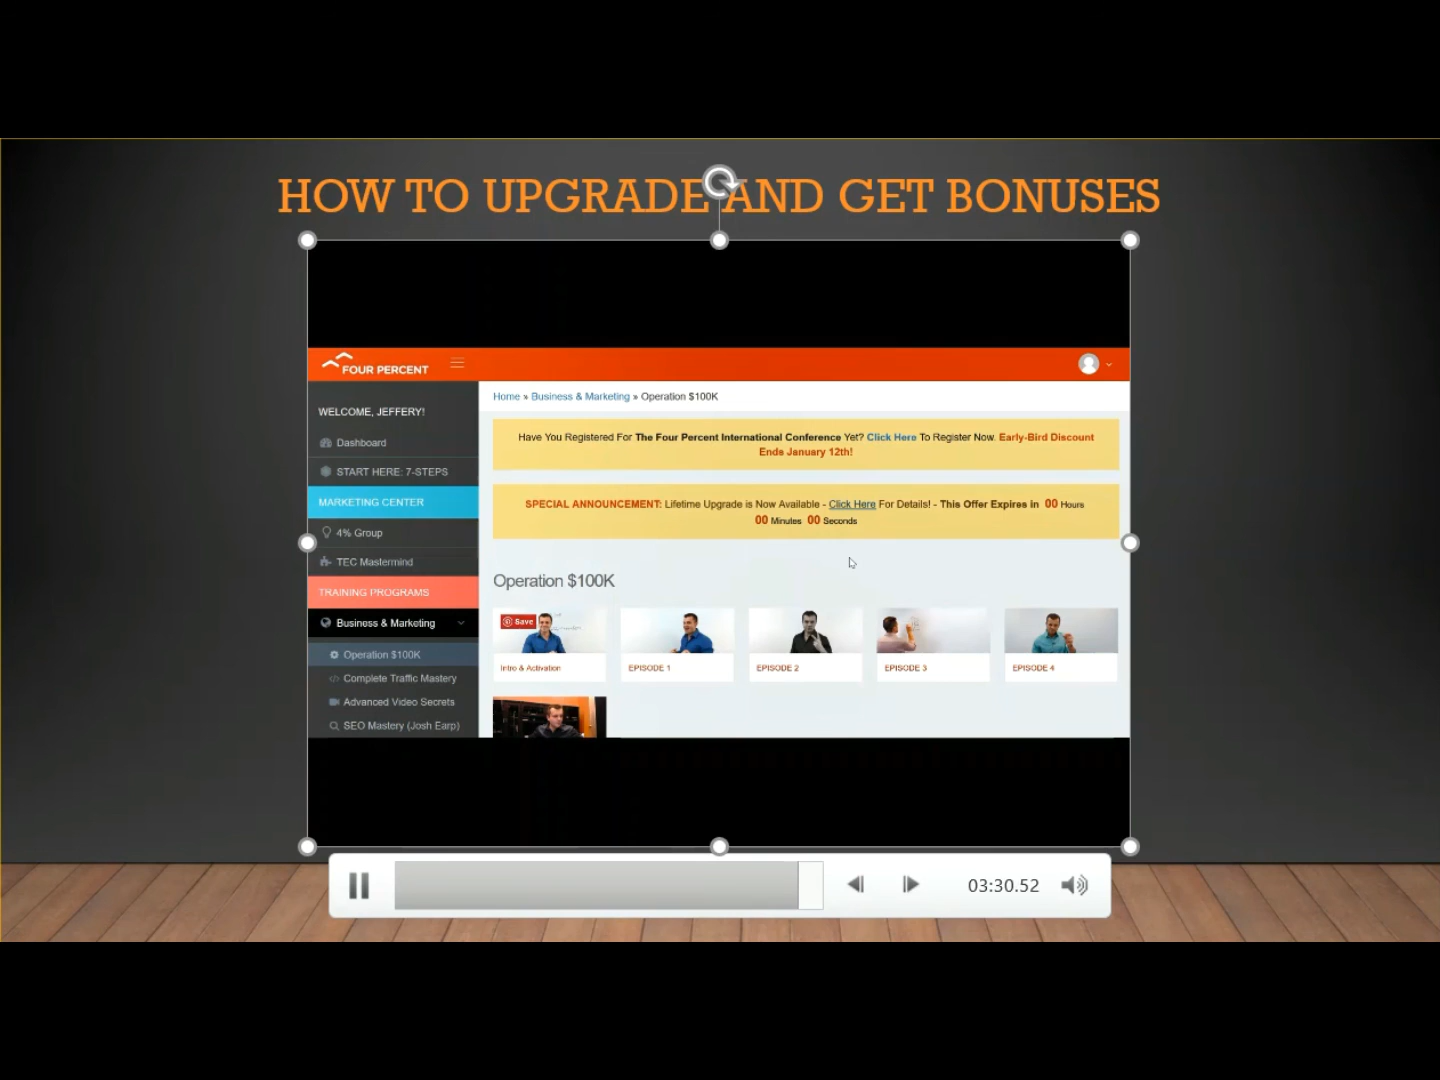 HOW TO UPGRADE AND GET BONUSES
FOUR PERCENT
WELCOME, JEFFERY!
Dashboard
START HERE: 7-STEPS
MARKETING CENTER
4% Group
TEC Mastermind
TRAINING PROGRAMS
Business & Marketing
Operation $100K
Complete Traffic Mastery
Advanced Video Secrets
SEO Mastery (Josh Earp)
Home » Business & Marketing » Operation $100K
Have You Registered For The Four Percent International Conference Yet? Click Here To Register Now. Early-Bird Discount
Ends January 12th!
SPECIAL ANNOUNCEMENT: Lifetime Upgrade is Now Available - Click Here For Details! - This Offer Expires in 00 Hours
00 Minutes 00 Seconds
Operation $100K
Save
Intro & Activation
EPISODE 1
EPISODE 2
EPISODE 3
EPISODE 4
03:30.52